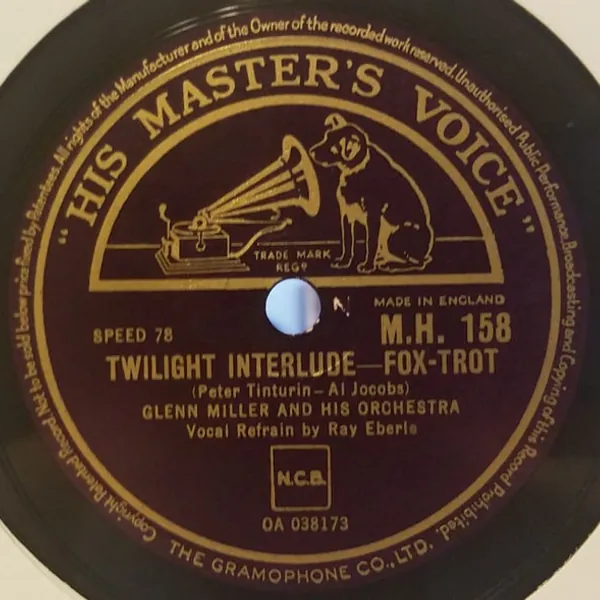 Copyright Patented Record Not to be sold below price fixed by Patentees. All rights of the Manufacturer and of the Owner of the recorded work reserved. Unauthorised Public Performance, Broadcasting and Copying of this Record Prohibited.
"HIS MASTER'S VOICE"
TRADE MARK
REGD
MADE IN ENGLAND
SPEED 78
M.H. 158
TWILIGHT INTERLUDE—FOX-TROT
(Peter Tinturin—Al Jocobs)
GLENN MILLER AND HIS ORCHESTRA
Vocal Refrain by Ray Eberle
N.C.B.
OA 038173
THE GRAMOPHONE CO., LTD.